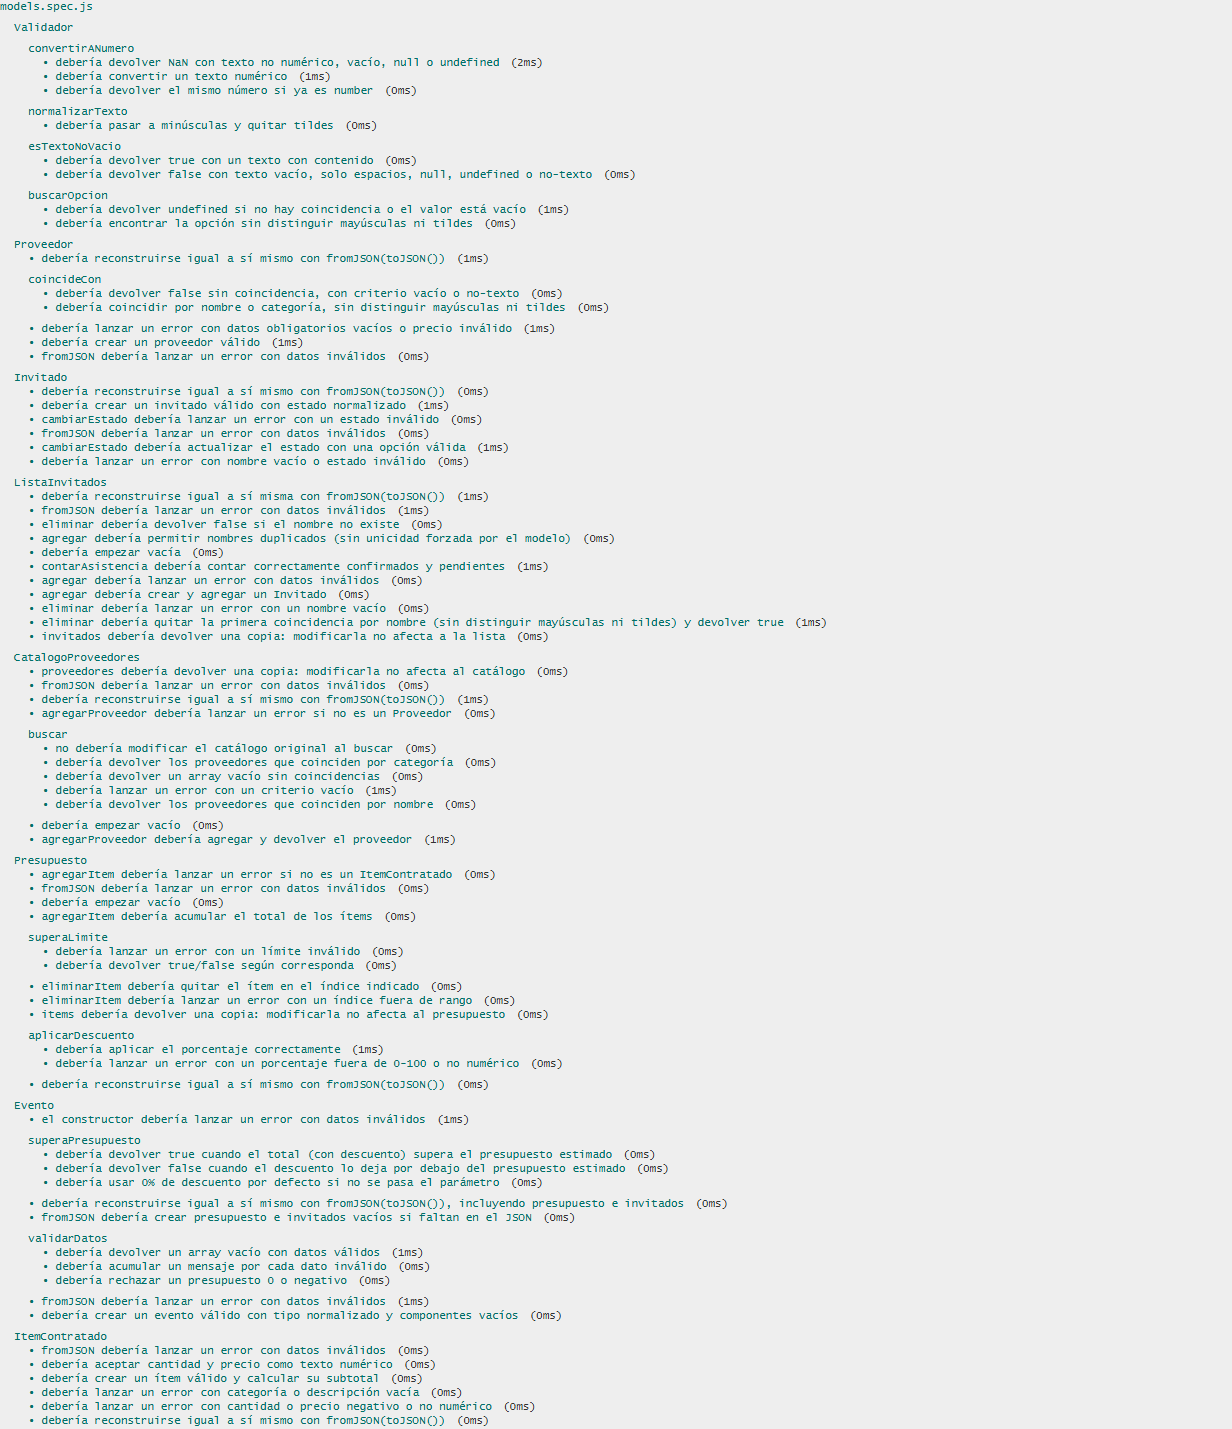 models.spec.js
Validador
convertirANumero
• debería devolver NaN con texto no numérico, vacío, null o undefined (2ms)
• debería convertir un texto numérico (1ms)
• debería devolver el mismo número si ya es number (0ms)
normalizarTexto
• debería pasar a minúsculas y quitar tildes (0ms)
esTextoNoVacio
• debería devolver true con un texto con contenido (0ms)
• debería devolver false con texto vacío, solo espacios, null, undefined o no-texto (0ms)
buscarOpcion
• debería devolver undefined si no hay coincidencia o el valor está vacío (1ms)
• debería encontrar la opción sin distinguir mayúsculas ni tildes (0ms)
Proveedor
• debería reconstruirse igual a sí mismo con fromJSON(toJSON()) (1ms)
coincideCon
• debería devolver false sin coincidencia, con criterio vacío o no-texto (0ms)
• debería coincidir por nombre o categoría, sin distinguir mayúsculas ni tildes (0ms)
• debería lanzar un error con datos obligatorios vacíos o precio inválido (1ms)
• debería crear un proveedor válido (1ms)
• fromJSON debería lanzar un error con datos inválidos (0ms)
Invitado
• debería reconstruirse igual a sí mismo con fromJSON(toJSON()) (0ms)
• debería crear un invitado válido con estado normalizado (1ms)
• cambiarEstado debería lanzar un error con un estado inválido (0ms)
• fromJSON debería lanzar un error con datos inválidos (0ms)
• cambiarEstado debería actualizar el estado con una opción válida (1ms)
• debería lanzar un error con nombre vacío o estado inválido (0ms)
ListaInvitados
• debería reconstruirse igual a sí misma con fromJSON(toJSON()) (1ms)
• fromJSON debería lanzar un error con datos inválidos (1ms)
• eliminar debería devolver false si el nombre no existe (0ms)
• agregar debería permitir nombres duplicados (sin unicidad forzada por el modelo) (0ms)
• debería empezar vacía (0ms)
• contarAsistencia debería contar correctamente confirmados y pendientes (1ms)
• agregar debería lanzar un error con datos inválidos (0ms)
• agregar debería crear y agregar un Invitado (0ms)
• eliminar debería lanzar un error con un nombre vacío (0ms)
• eliminar debería quitar la primera coincidencia por nombre (sin distinguir mayúsculas ni tildes) y devolver true (1ms)
• invitados debería devolver una copia: modificarla no afecta a la lista (0ms)
CatalogoProveedores
• proveedores debería devolver una copia: modificarla no afecta al catálogo (0ms)
• fromJSON debería lanzar un error con datos inválidos (0ms)
• debería reconstruirse igual a sí mismo con fromJSON(toJSON()) (1ms)
• agregarProveedor debería lanzar un error si no es un Proveedor (0ms)
buscar
• no debería modificar el catálogo original al buscar (0ms)
• debería devolver los proveedores que coinciden por categoría (0ms)
• debería devolver un array vacío sin coincidencias (0ms)
• debería lanzar un error con un criterio vacío (1ms)
• debería devolver los proveedores que coinciden por nombre (0ms)
• debería empezar vacío (0ms)
• agregarProveedor debería agregar y devolver el proveedor (1ms)
Presupuesto
• agregarItem debería lanzar un error si no es un ItemContratado (0ms)
• fromJSON debería lanzar un error con datos inválidos (0ms)
• debería empezar vacío (0ms)
• agregarItem debería acumular el total de los ítems (0ms)
superaLimite
• debería lanzar un error con un límite inválido (0ms)
• debería devolver true/false según corresponda (0ms)
• eliminarItem debería quitar el ítem en el índice indicado (0ms)
• eliminarItem debería lanzar un error con un índice fuera de rango (0ms)
• items debería devolver una copia: modificarla no afecta al presupuesto (0ms)
aplicarDescuento
• debería aplicar el porcentaje correctamente (1ms)
• debería lanzar un error con un porcentaje fuera de 0-100 o no numérico (0ms)
• debería reconstruirse igual a sí mismo con fromJSON(toJSON()) (0ms)
Evento
• el constructor debería lanzar un error con datos inválidos (1ms)
superaPresupuesto
• debería devolver true cuando el total (con descuento) supera el presupuesto estimado (0ms)
• debería devolver false cuando el descuento lo deja por debajo del presupuesto estimado (0ms)
• debería usar 0% de descuento por defecto si no se pasa el parámetro (0ms)
• debería reconstruirse igual a sí mismo con fromJSON(toJSON()), incluyendo presupuesto e invitados (0ms)
• fromJSON debería crear presupuesto e invitados vacíos si faltan en el JSON (0ms)
validarDatos
• debería devolver un array vacío con datos válidos (1ms)
• debería acumular un mensaje por cada dato inválido (0ms)
• debería rechazar un presupuesto 0 o negativo (0ms)
• fromJSON debería lanzar un error con datos inválidos (1ms)
• debería crear un evento válido con tipo normalizado y componentes vacíos (0ms)
ItemContratado
• fromJSON debería lanzar un error con datos inválidos (0ms)
• debería aceptar cantidad y precio como texto numérico (0ms)
• debería crear un ítem válido y calcular su subtotal (0ms)
• debería lanzar un error con categoría o descripción vacía (0ms)
• debería lanzar un error con cantidad o precio negativo o no numérico (0ms)
• debería reconstruirse igual a sí mismo con fromJSON(toJSON()) (0ms)